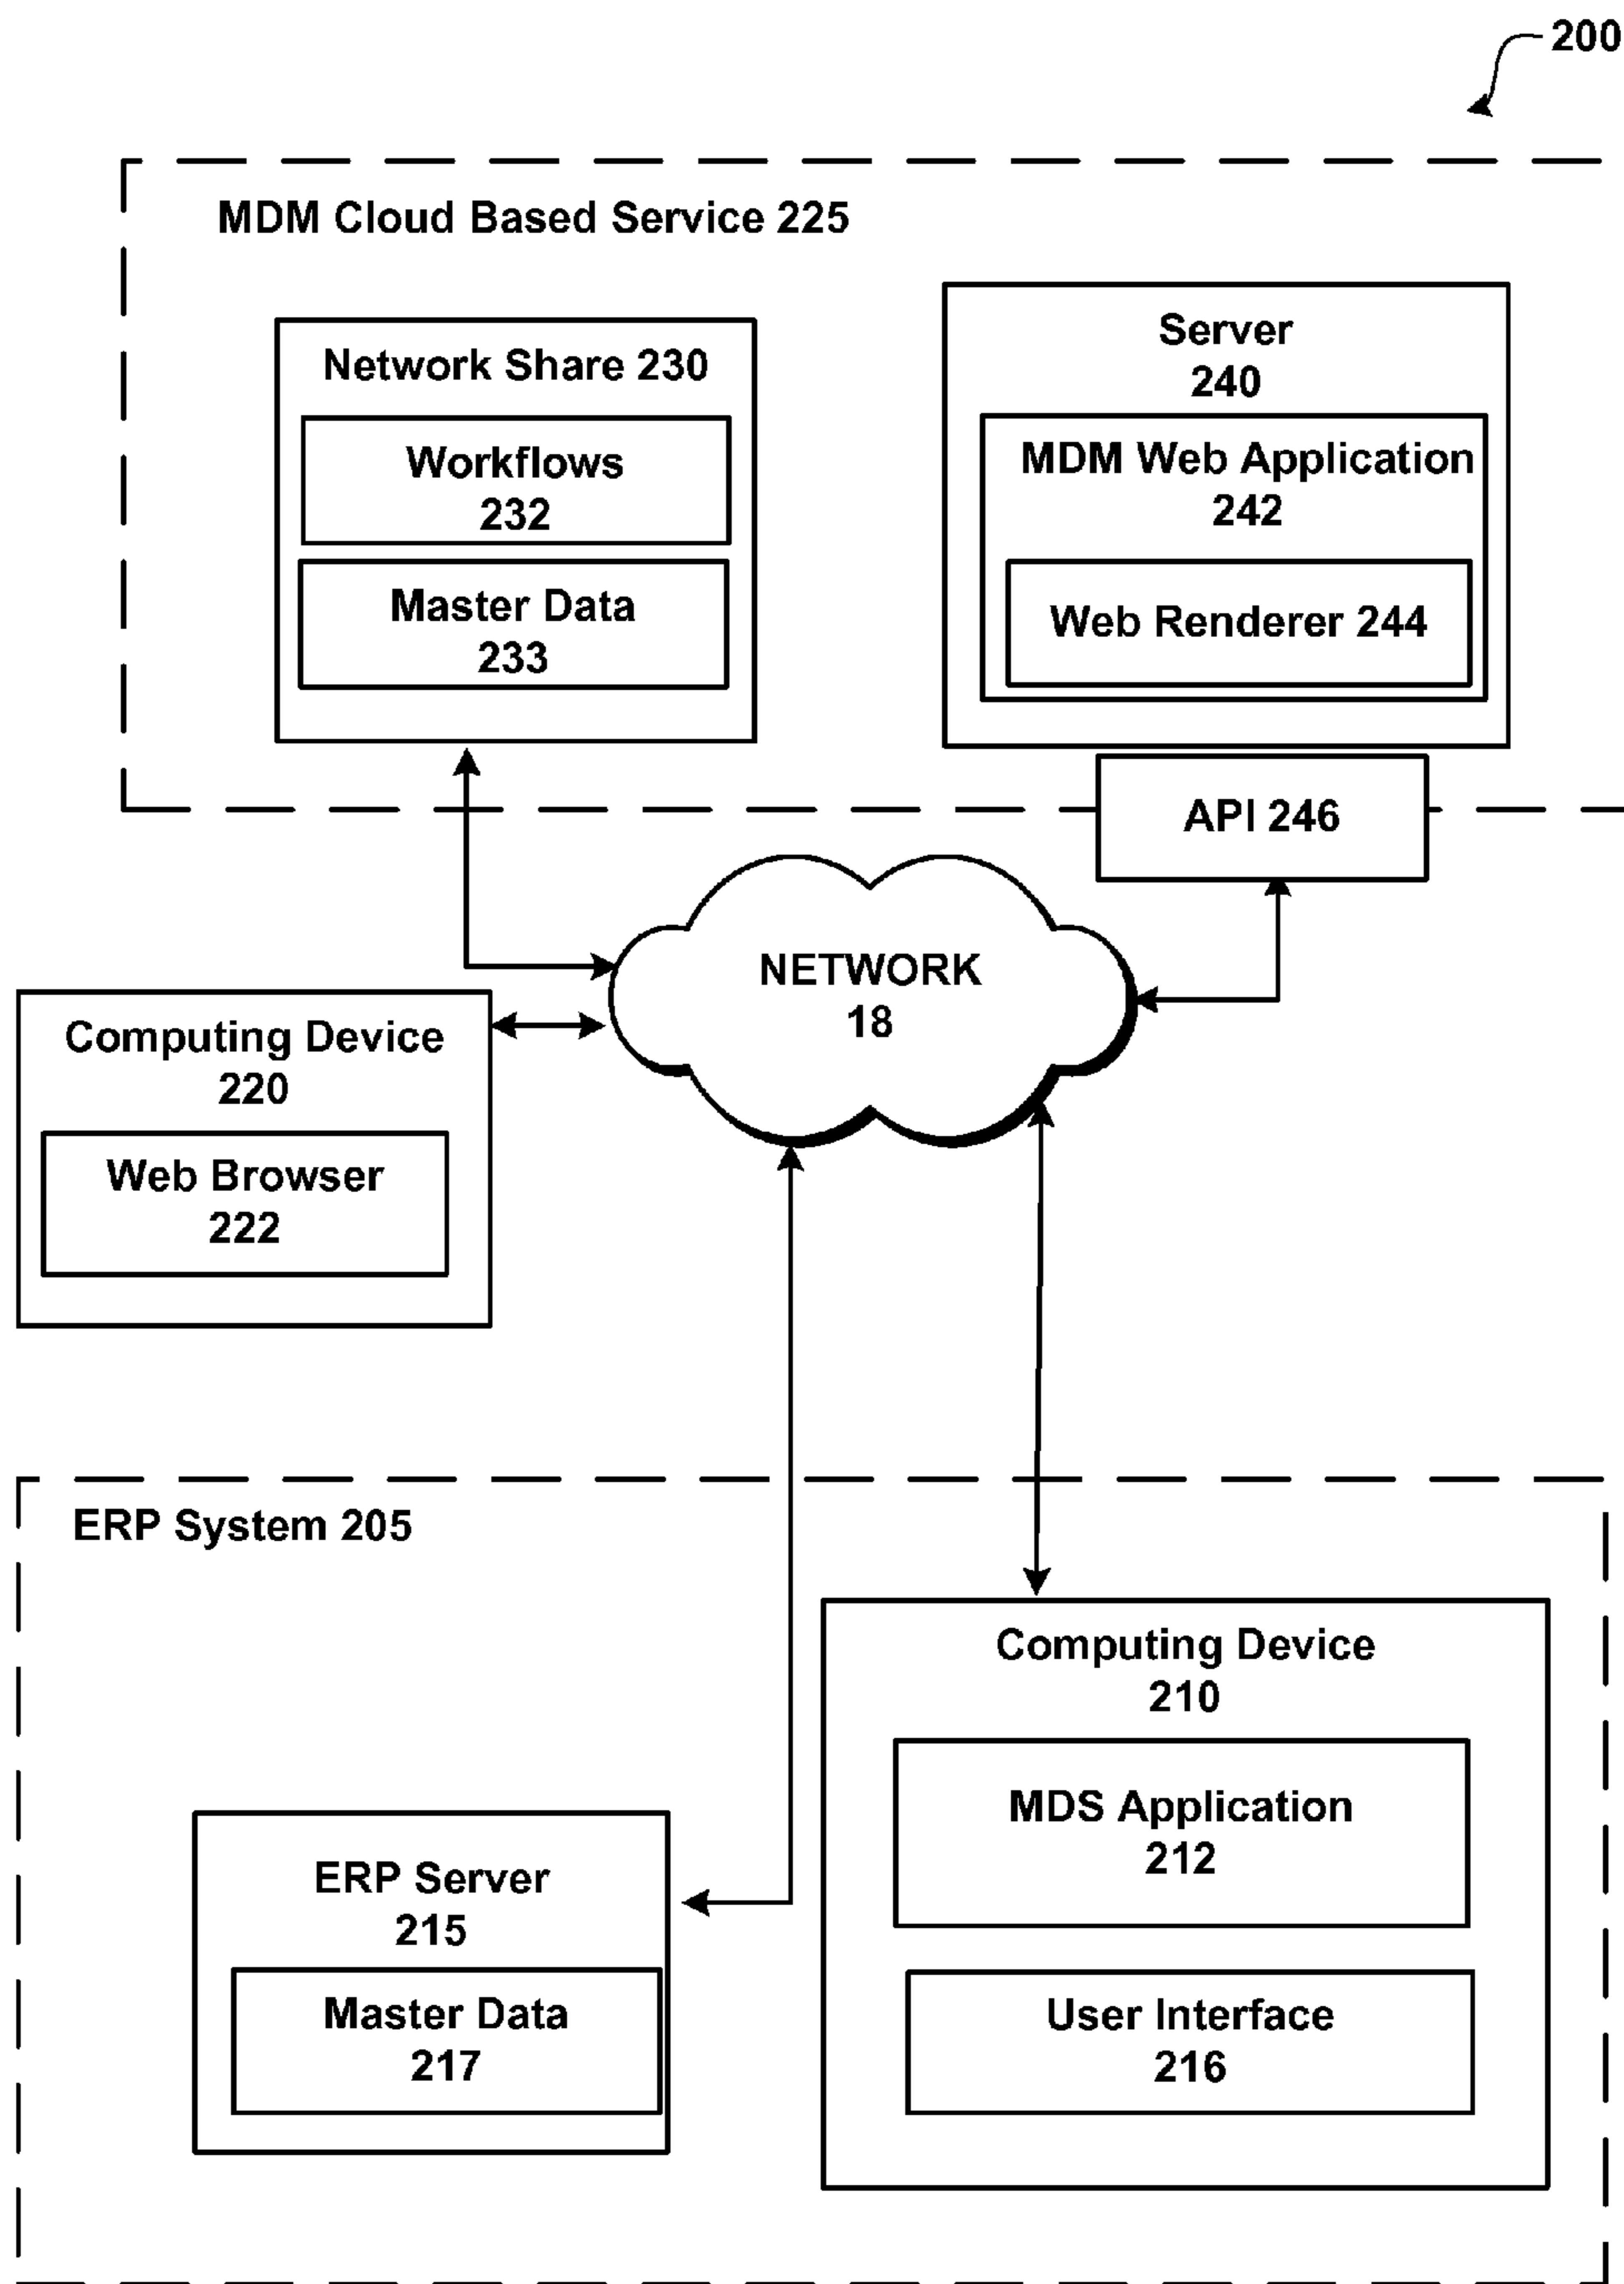 200
MDM Cloud Based Service 225
Network Share 230
Workflows
232
Master Data
233
Server
240
MDM Web Application
242
Web Renderer 244
API 246
NETWORK
18
Computing Device
220
Web Browser
222
ERP System 205
Computing Device
210
MDS Application
212
User Interface
216
ERP Server
215
Master Data
217